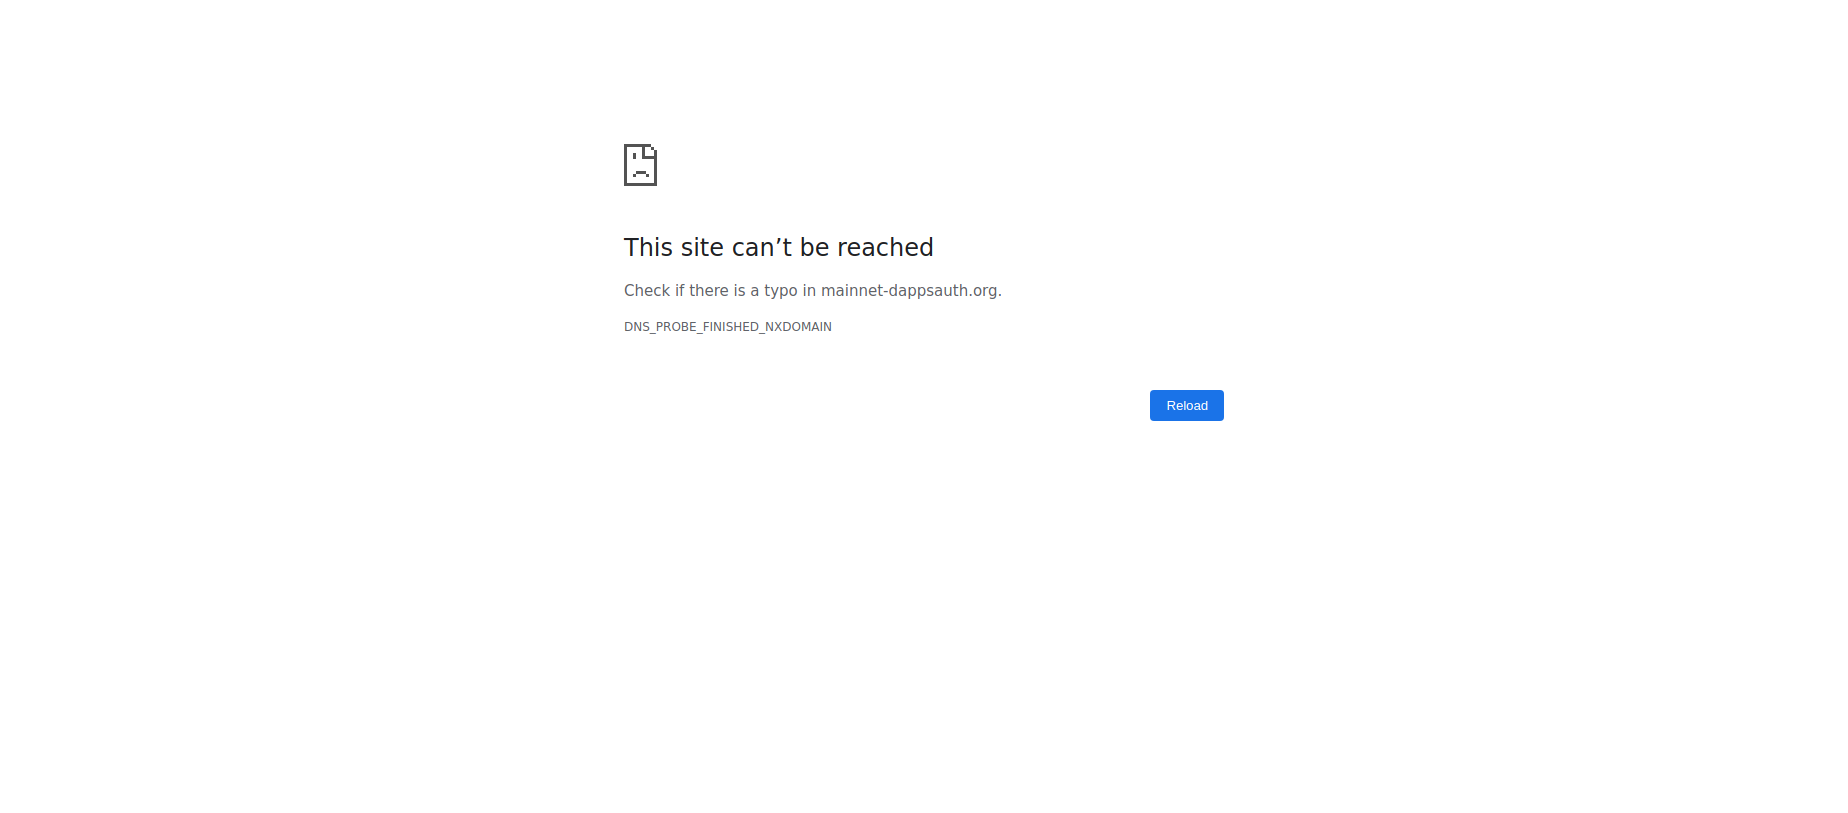 This site can’t be reached
Check if there is a typo in mainnet-dappsauth.org.
DNS_PROBE_FINISHED_NXDOMAIN
Reload